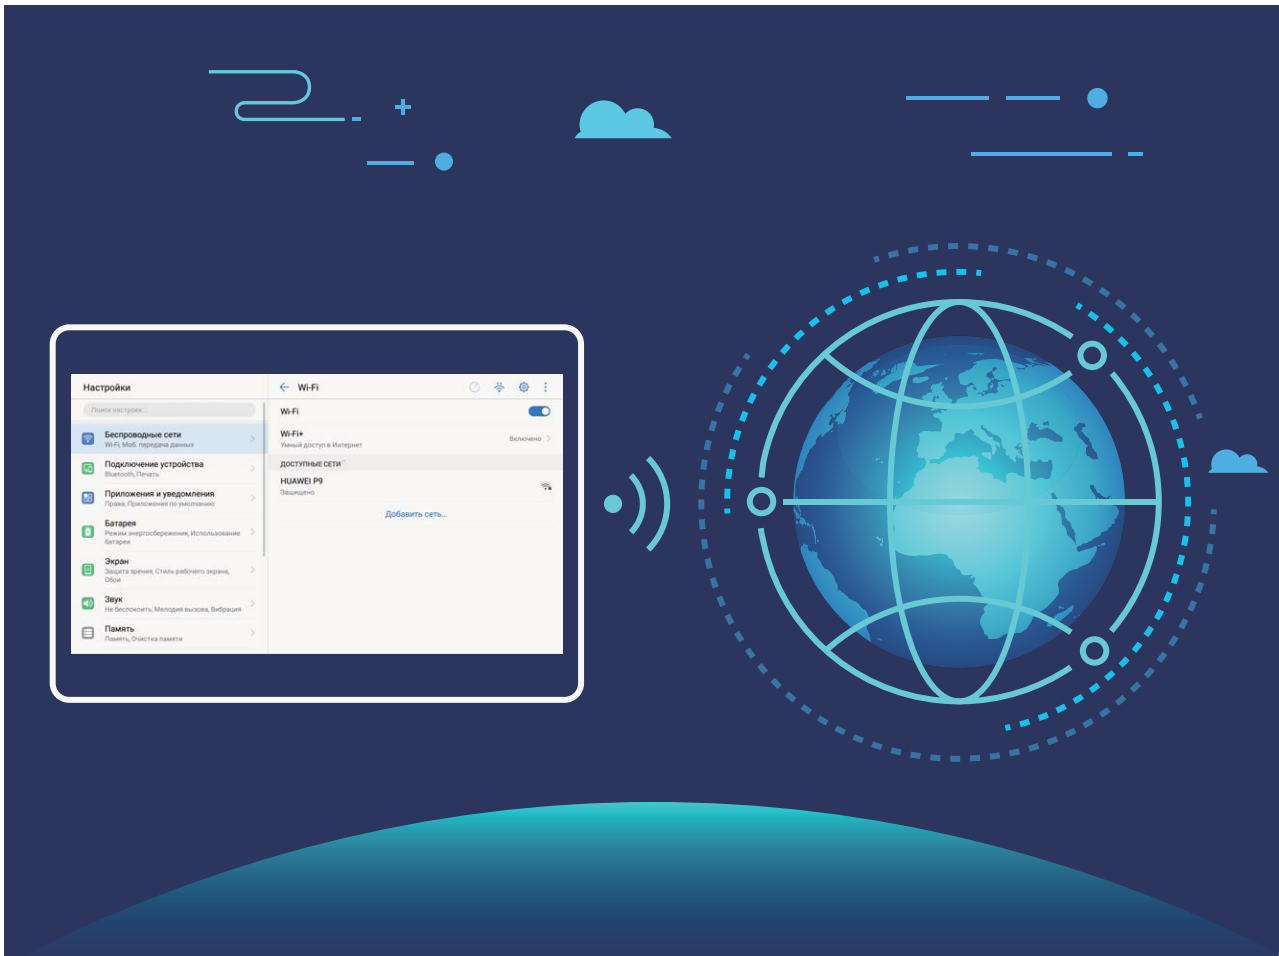 Настройки
Поиск настроек...
Беспроводные сети
Wi-Fi, Моб. передача данных
Подключение устройства
Bluetooth, Печать
Приложения и уведомления
Права, Приложения по умолчанию
Батарея
Режим энергосбережения, Использование
батареи
Экран
Защита зрения, Стиль рабочего экрана,
Обои
Звук
Не беспокоить, Мелодия вызова, Вибрация
Память
Память, Очистка памяти
Wi-Fi
Wi-Fi
Wi-Fi+
Умный доступ в Интернет
Включено
ДОСТУПНЫЕ СЕТИ
HUAWEI P9
Защищено
Добавить сеть...